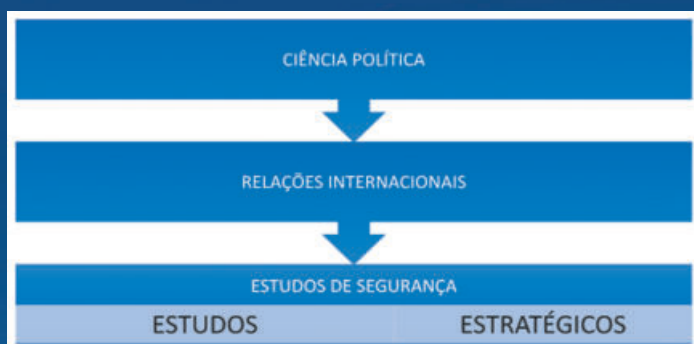 CIÊNCIA POLÍTICA
RELAÇÕES INTERNACIONAIS
ESTUDOS DE SEGURANÇA
ESTUDOS ESTRATÉGICOS